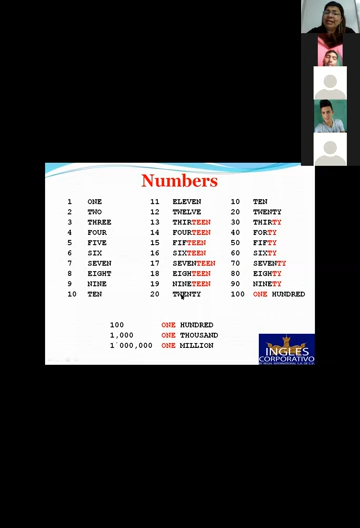 Numbers
1 ONE 11 ELEVEN 10 TEN
2 TWO 12 TWELVE 20 TWENTY
3 THREE 13 THIRTEEN 30 THIRTY
4 FOUR 14 FOURTEEN 40 FORTY
5 FIVE 15 FIFTEEN 50 FIFTY
6 SIX 16 SIXTEEN 60 SIXTY
7 SEVEN 17 SEVENTEEN 70 SEVENTY
8 EIGHT 18 EIGHTEEN 80 EIGHTY
9 NINE 19 NINETEEN 90 NINETY
10 TEN 20 TWENTY 100 ONE HUNDRED
100 ONE HUNDRED
1,000 ONE THOUSAND
1´000,000 ONE MILLION
INGLES
CORPORATIVO